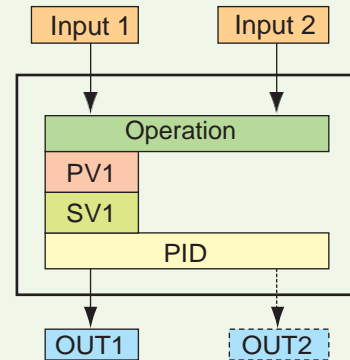 Input 1 Input 2
Operation
PV1
SV1
PID
OUT1 OUT2